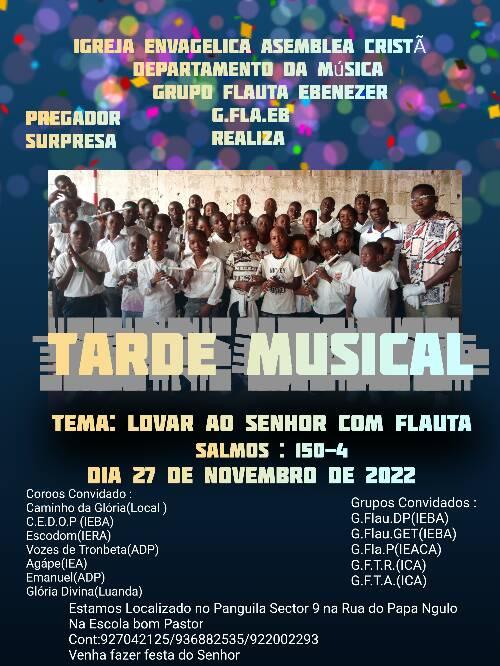 IGREJA ENVAGELICA ASEMBLEA CRISTÃ
DEPARTAMENTO DA MúSICA
GRUPO FLAUTA EBENEZER
PREGADOR G.FLA.EB
SURPRESA REALIZA
TARDE MUSICAL
TEMA: LOVAR AO SENHOR COM FLAUTA
SALMOS : 150-4
DIA 27 DE NOVEMBRO DE 2022
Coroos Convidado :
Caminho da Glória(Local )
C.E.D.O.P (IEBA)
Escodom(IERA)
Vozes de Tronbeta(ADP)
Agápe(IEA)
Emanuel(ADP)
Glória Divina(Luanda)
Grupos Convidados :
G.Flau.DP(IEBA)
G.Flau.GET(IEBA)
G.Fla.P(IEACA)
G.F.T.R.(ICA)
G.F.T.A.(ICA)
Estamos Localizado no Panguila Sector 9 na Rua do Papa Ngulo
Na Escola bom Pastor
Cont:927042125/936882535/922002293
Venha fazer festa do Senhor